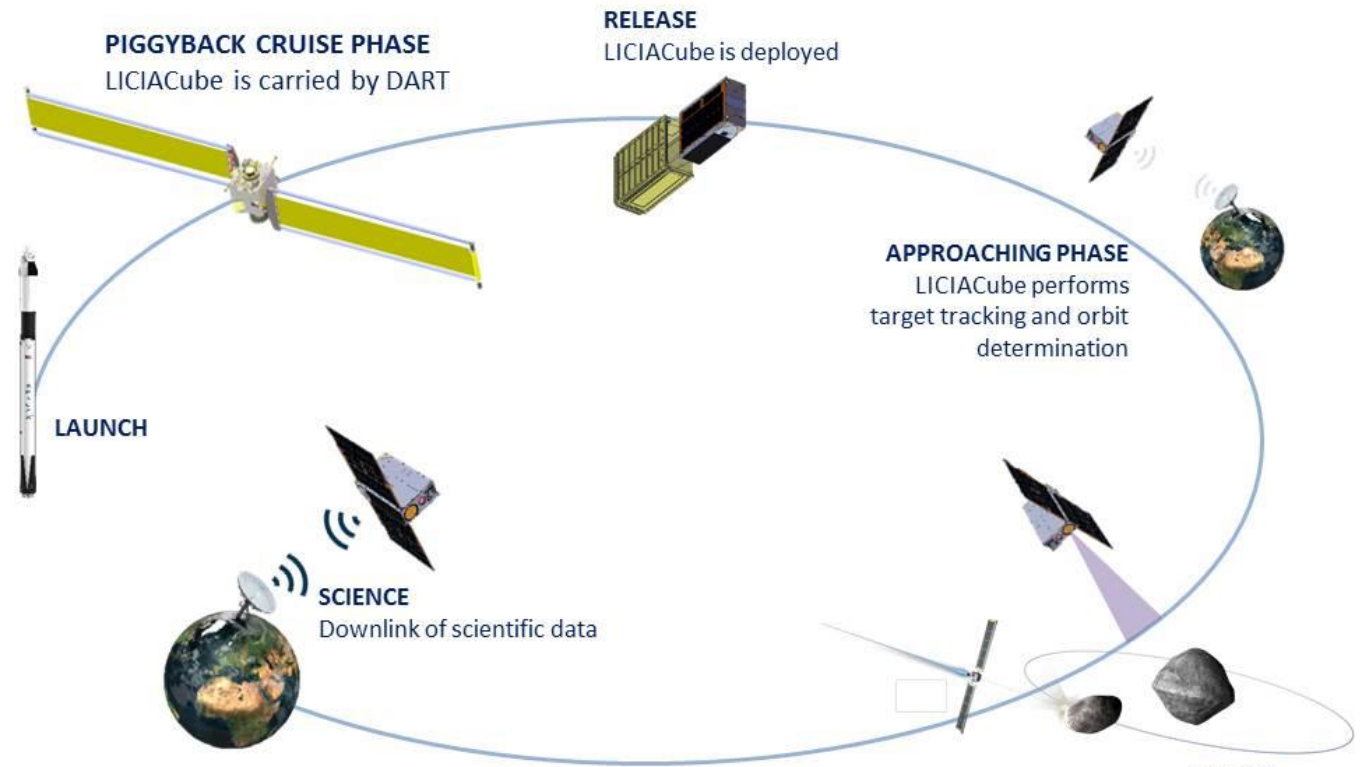 PIGGYBACK CRUISE PHASE
LICIACube is carried by DART
RELEASE
LICIACube is deployed
APPROACHING PHASE
LICIACube performs
target tracking and orbit
determination
LAUNCH
SCIENCE
Downlink of scientific data